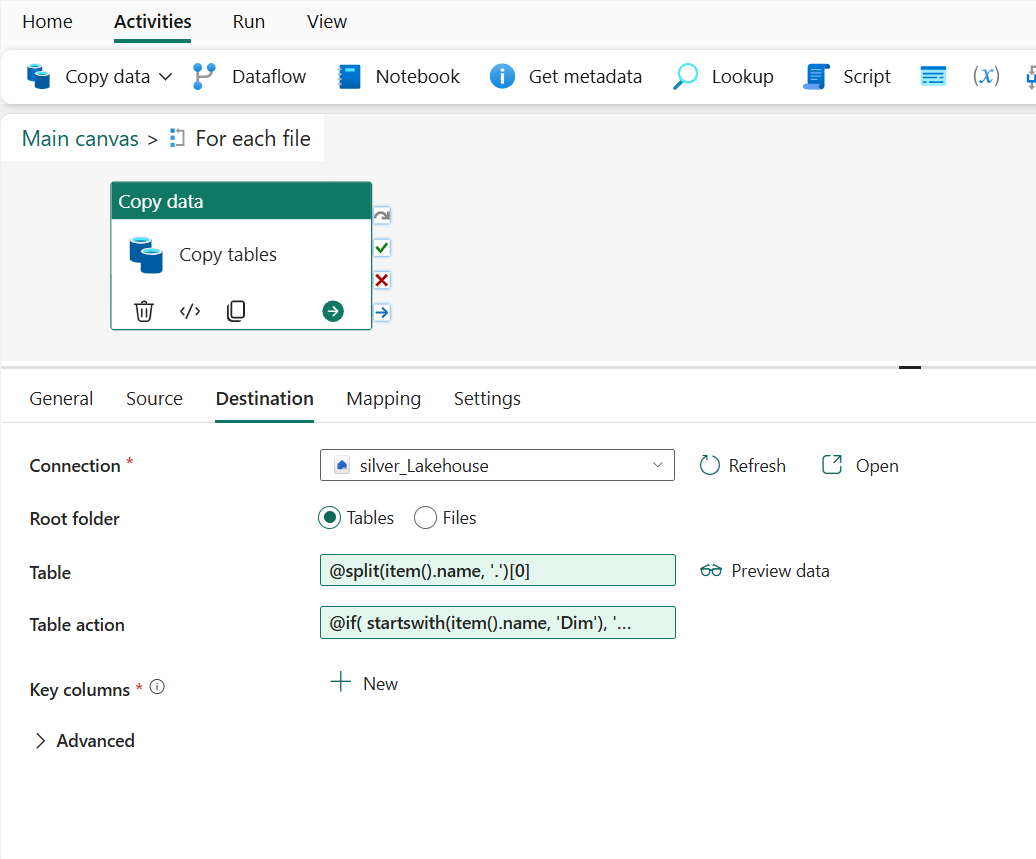 Home Activities Run View
Copy data Dataflow Notebook Get metadata Lookup Script (x)
Main canvas > For each file
Copy data
Copy tables
</>
General Source Destination Mapping Settings
Connection * silver_Lakehouse Refresh Open
Root folder Tables Files
Table @split(item().name, '.')[0] Preview data
Table action @if( startswith(item().name, 'Dim'), '...
Key columns * New
Advanced